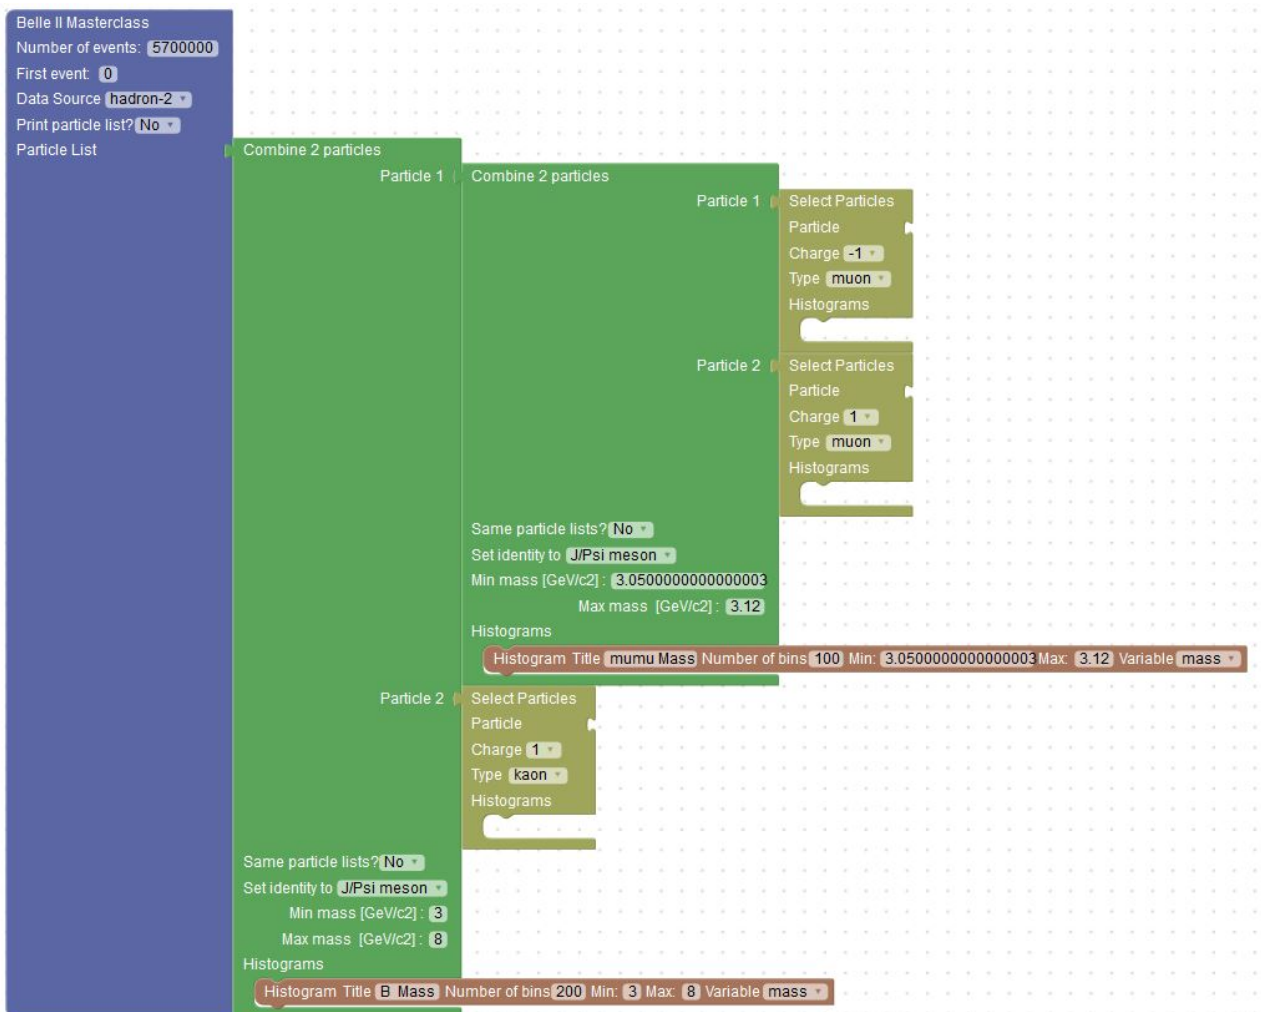 Belle II Masterclass
Number of events: 5700000
First event: 0
Data Source hadron-2
Print particle list? No
Particle List Combine 2 particles
Particle 1 Combine 2 particles
Particle 1 Select Particles
Particle
Charge -1
Type muon
Histograms
Particle 2 Select Particles
Particle
Charge 1
Type muon
Histograms
Same particle lists? No
Set identity to J/Psi meson
Min mass [GeV/c2] : 3.0500000000000003
Max mass [GeV/c2] : 3.12
Histograms
Histogram Title mumu Mass Number of bins 100 Min: 3.0500000000000003 Max: 3.12 Variable mass
Particle 2 Select Particles
Particle
Charge 1
Type kaon
Histograms
Same particle lists? No
Set identity to J/Psi meson
Min mass [GeV/c2] : 3
Max mass [GeV/c2] : 8
Histograms
Histogram Title B Mass Number of bins 200 Min: 3 Max: 8 Variable mass